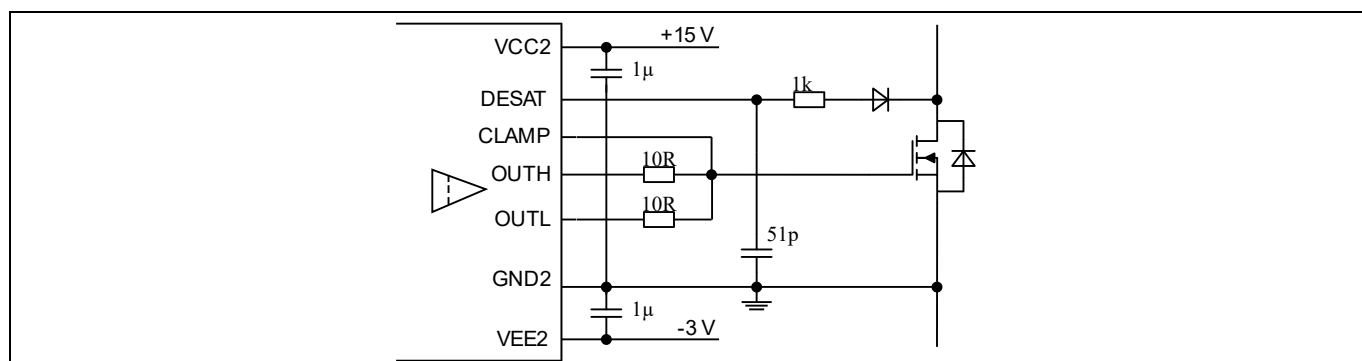 VCC2
+15 V
1µ
DESAT
1k
CLAMP
OUTH
10R
OUTL
10R
51p
GND2
1µ
VEE2
-3 V